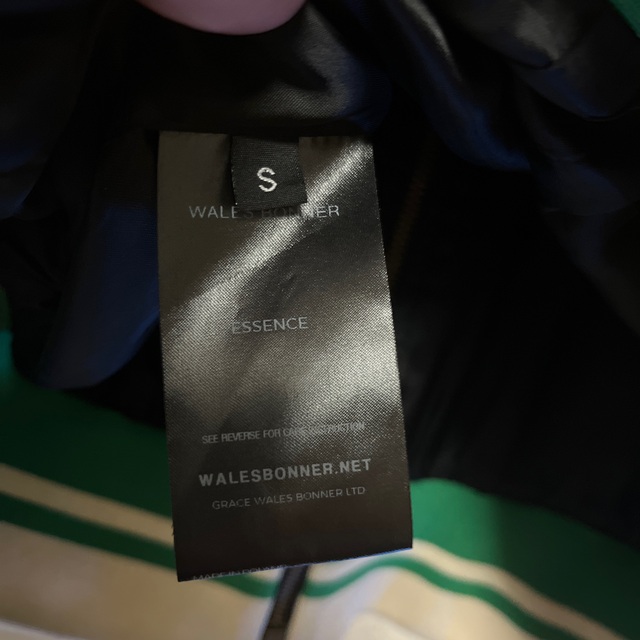 S
WALES BONNER
ESSENCE
SEE REVERSE FOR CARE INSTRUCTION
WALESBONNER.NET
GRACE WALES BONNER LTD